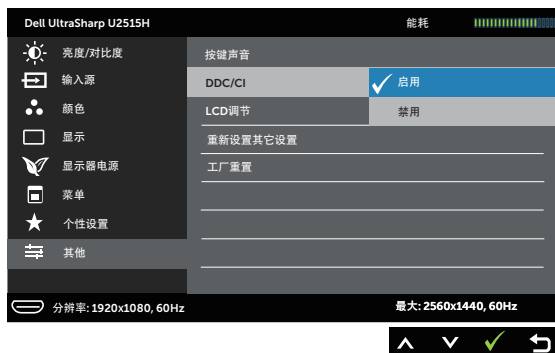 Dell UltraSharp U2515H 能耗
亮度/对比度
按键声音
输入源
DDC/CI
启用
颜色
LCD调节
禁用
显示
重新设置其它设置
显示器电源
工厂重置
菜单
个性设置
其他
分辨率: 1920x1080, 60Hz
最大: 2560x1440, 60Hz